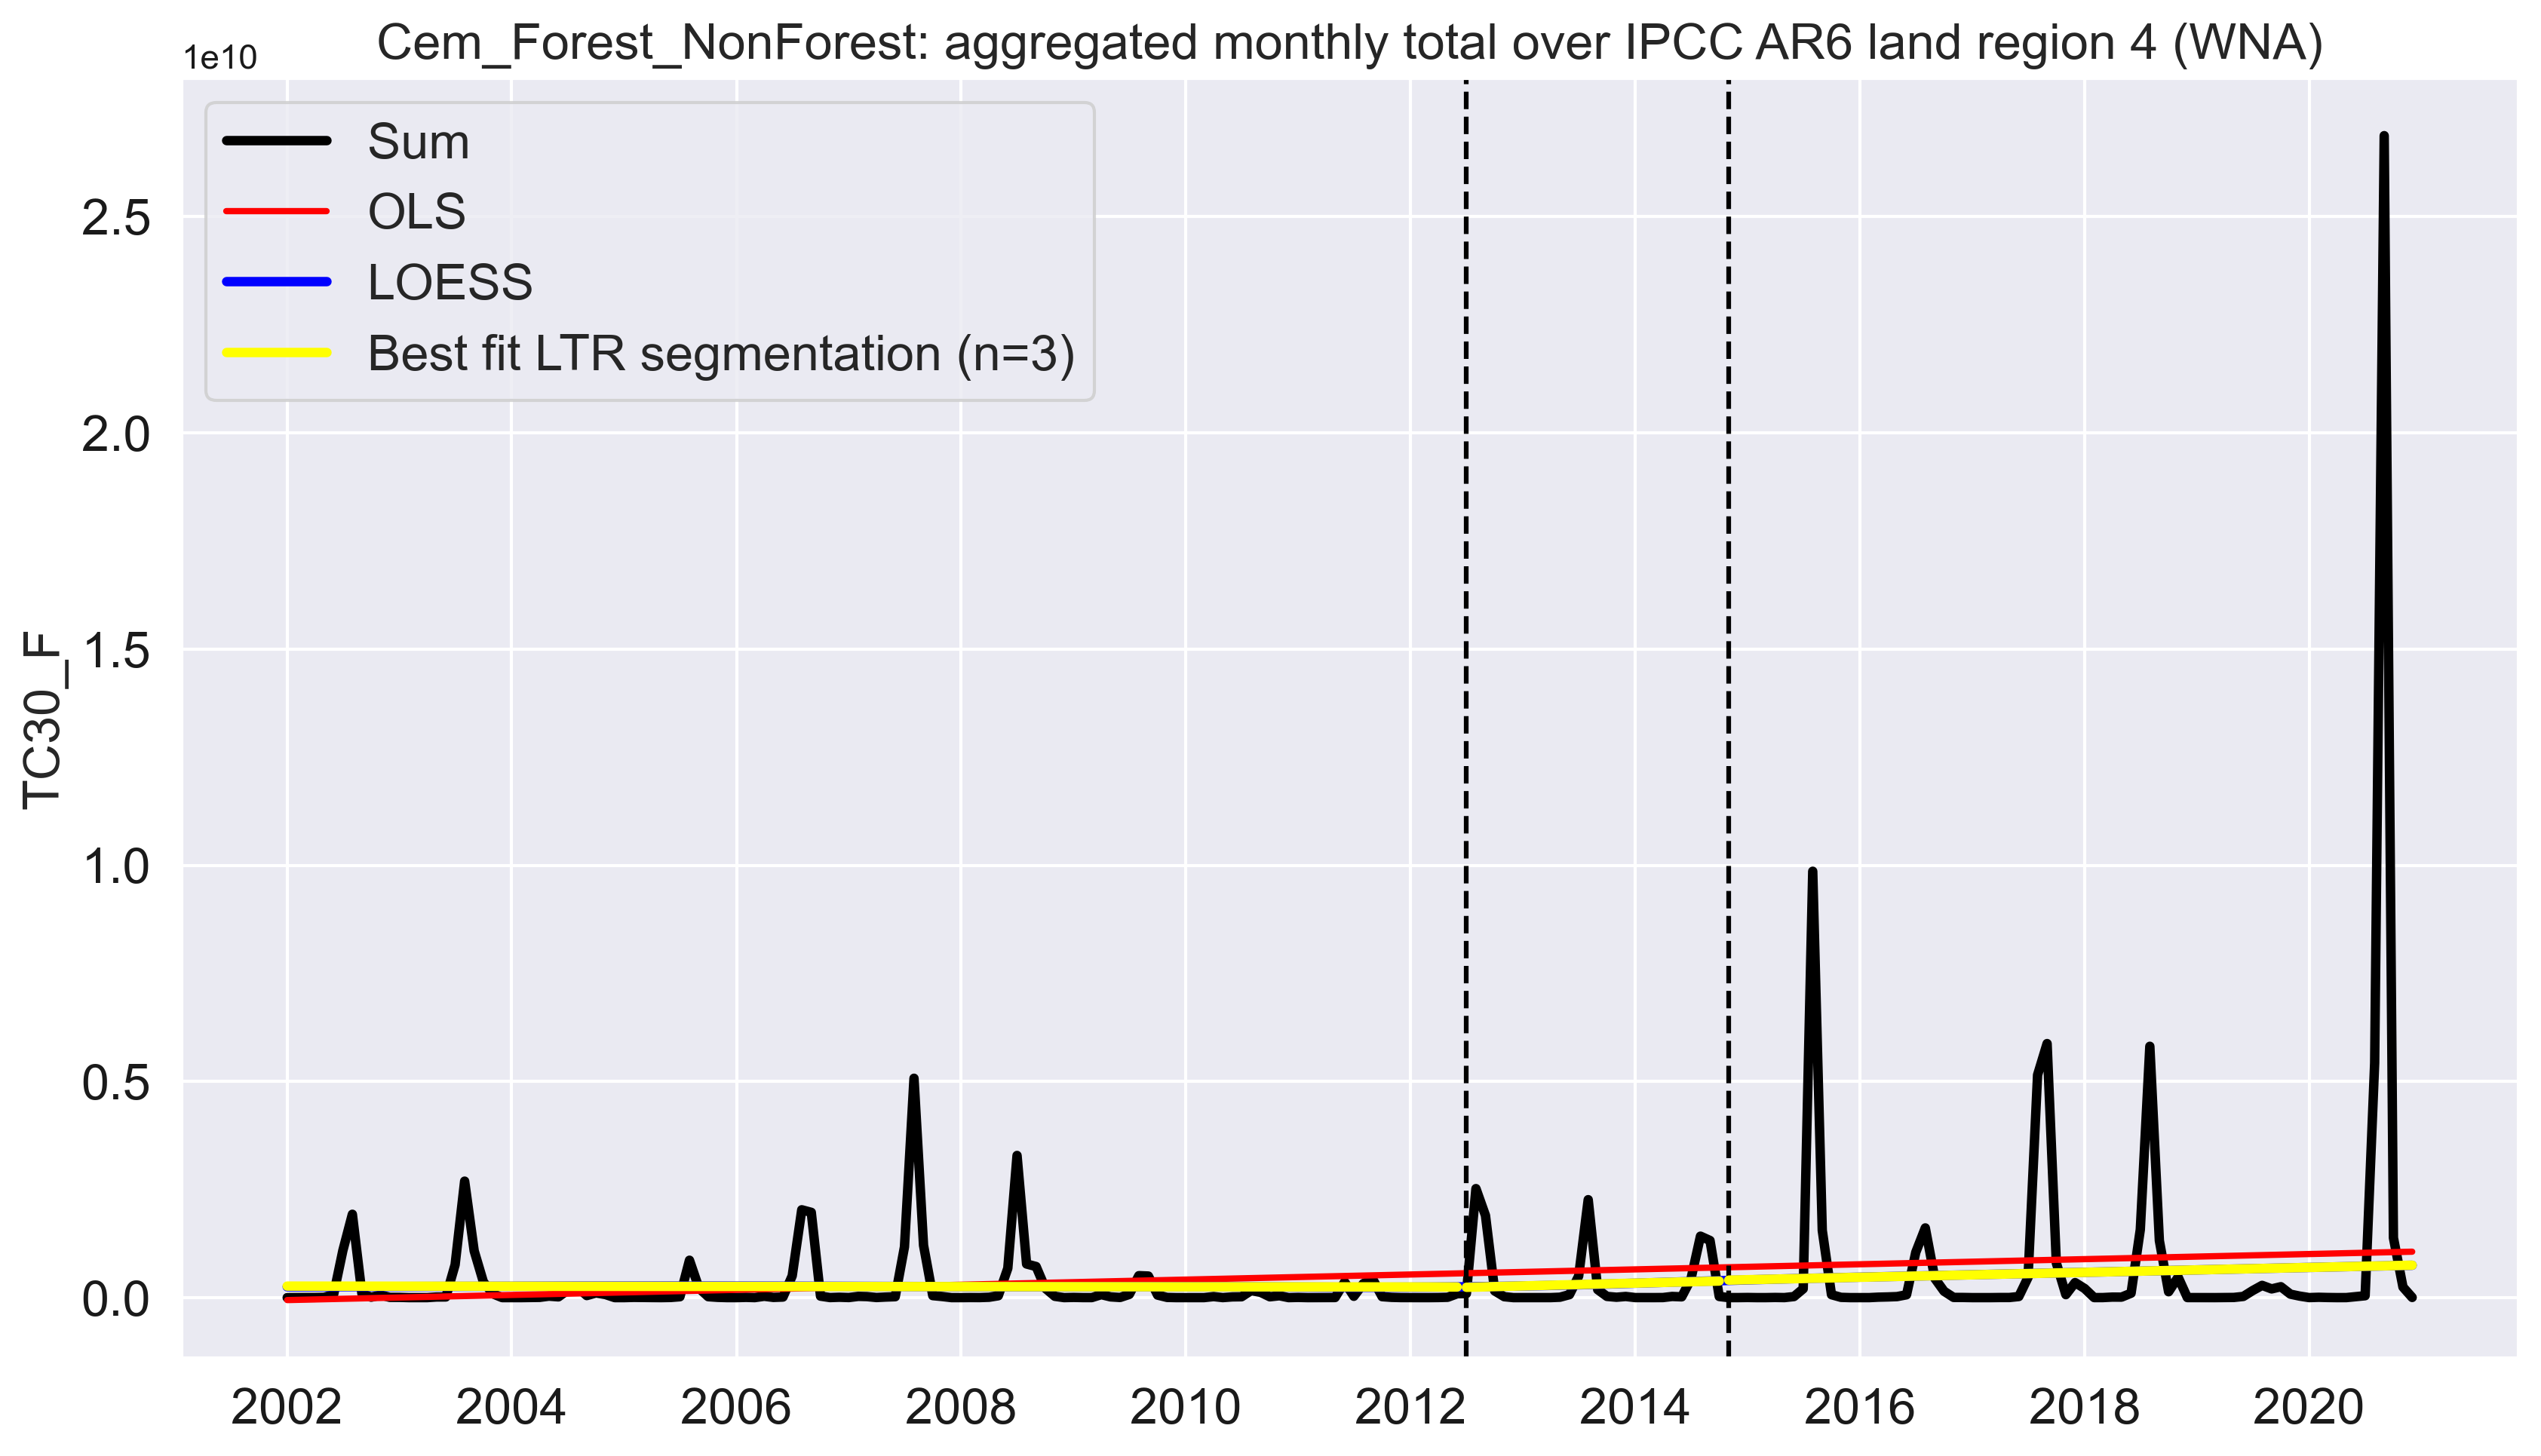 Cem_Forest_NonForest: aggregated monthly total over IPCC AR6 land region 4 (WNA)
1e10
Sum
OLS
LOESS
Best fit LTR segmentation (n=3)
2.5
2.0
1.5
1.0
0.5
0.0
TC30_F
2002 2004 2006 2008 2010 2012 2014 2016 2018 2020